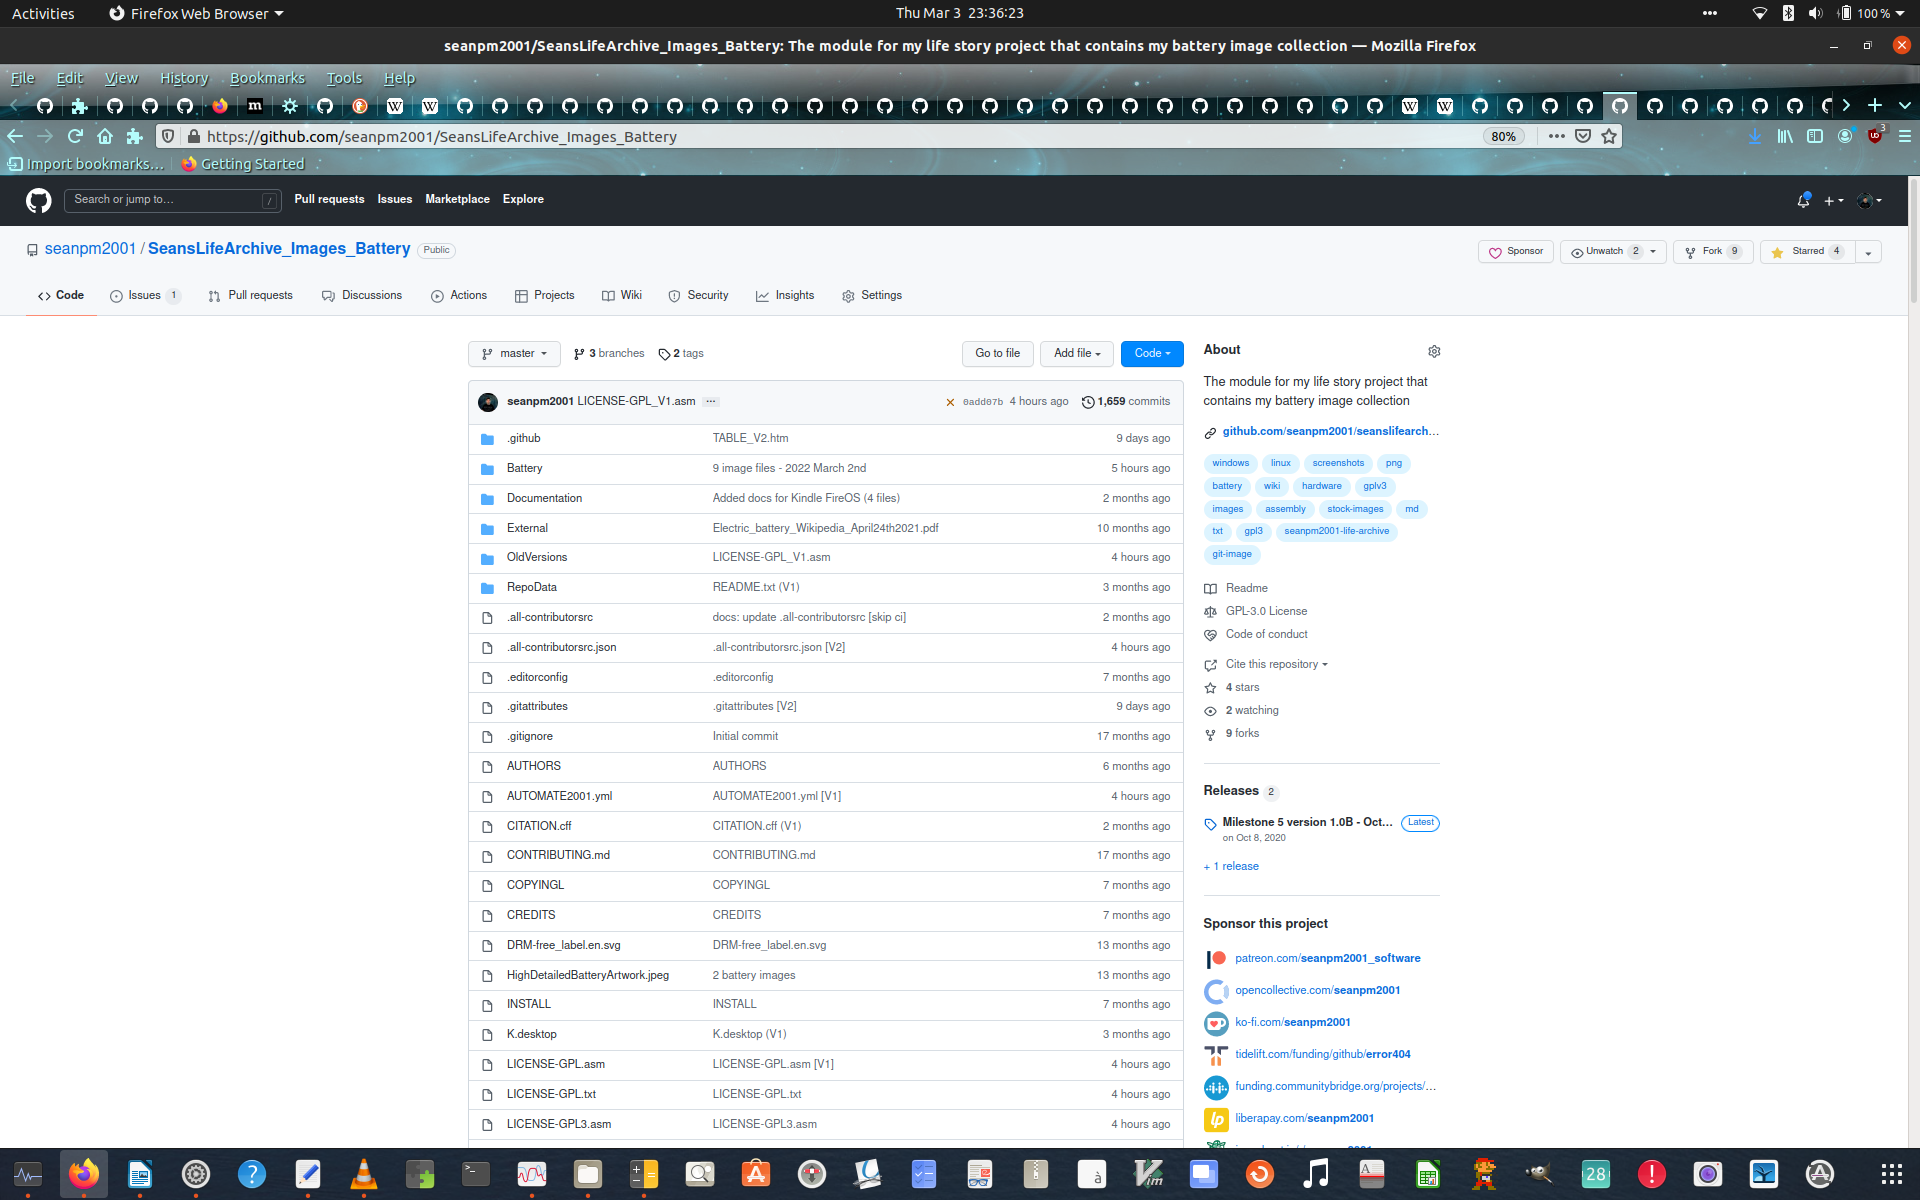 Activities Firefox Web Browser Thu Mar 3 23:36:23 100 %
seanpm2001/SeansLifeArchive_Images_Battery: The module for my life story project that contains my battery image collection — Mozilla Firefox
File Edit View History Bookmarks Tools Help
https://github.com/seanpm2001/SeansLifeArchive_Images_Battery 80% 3
Import bookmarks... Getting Started
Search or jump to... / Pull requests Issues Marketplace Explore
seanpm2001 / SeansLifeArchive_Images_Battery Public
Sponsor Unwatch 2 Fork 9 Starred 4
Code Issues 1 Pull requests Discussions Actions Projects Wiki Security Insights Settings
master 3 branches 2 tags Go to file Add file Code
seanpm2001 LICENSE-GPL_V1.asm ... 0add07b 4 hours ago 1,659 commits
.github TABLE_V2.htm 9 days ago
Battery 9 image files - 2022 March 2nd 5 hours ago
Documentation Added docs for Kindle FireOS (4 files) 2 months ago
External Electric_battery_Wikipedia_April24th2021.pdf 10 months ago
OldVersions LICENSE-GPL_V1.asm 4 hours ago
RepoData README.txt (V1) 3 months ago
.all-contributorsrc docs: update .all-contributorsrc [skip ci] 2 months ago
.all-contributorsrc.json .all-contributorsrc.json [V2] 4 hours ago
.editorconfig .editorconfig 7 months ago
.gitattributes .gitattributes [V2] 9 days ago
.gitignore Initial commit 17 months ago
AUTHORS AUTHORS 6 months ago
AUTOMATE2001.yml AUTOMATE2001.yml [V1] 4 hours ago
CITATION.cff CITATION.cff (V1) 2 months ago
CONTRIBUTING.md CONTRIBUTING.md 17 months ago
COPYINGL COPYINGL 7 months ago
CREDITS CREDITS 7 months ago
DRM-free_label.en.svg DRM-free_label.en.svg 13 months ago
HighDetailedBatteryArtwork.jpeg 2 battery images 13 months ago
INSTALL INSTALL 7 months ago
K.desktop K.desktop (V1) 3 months ago
LICENSE-GPL.asm LICENSE-GPL.asm [V1] 4 hours ago
LICENSE-GPL.txt LICENSE-GPL.txt 4 hours ago
LICENSE-GPL3.asm LICENSE-GPL3.asm 4 hours ago
About
The module for my life story project that
contains my battery image collection
github.com/seanpm2001/seanslifearch...
windows linux screenshots png
battery wiki hardware gplv3
images assembly stock-images md
txt gpl3 seanpm2001-life-archive
git-image
Readme
GPL-3.0 License
Code of conduct
Cite this repository
4 stars
2 watching
9 forks
Releases 2
Milestone 5 version 1.0B - Oct... Latest
on Oct 8, 2020
+ 1 release
Sponsor this project
patreon.com/seanpm2001_software
opencollective.com/seanpm2001
ko-fi.com/seanpm2001
tidelift.com/funding/github/error404
funding.communitybridge.org/projects/...
liberapay.com/seanpm2001
28